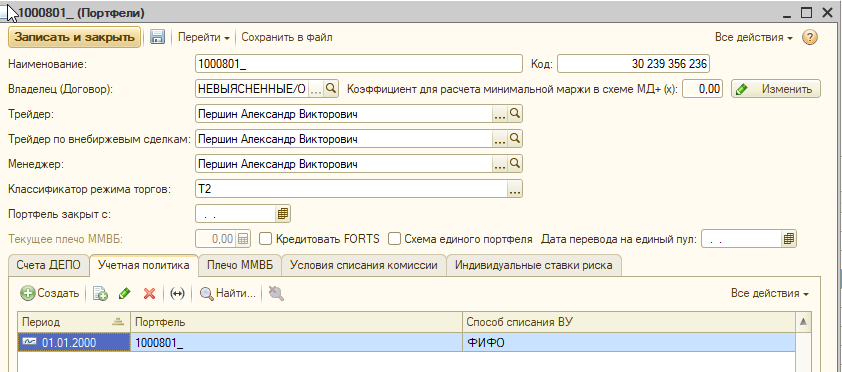 1000801_ (Портфели)
Записать и закрыть Перейти Сохранить в файл Все действия ?
Наименование: 1000801_ Код: 30 239 356 236
Владелец (Договор): НЕВЫЯСНЕННЫЕ/О ... Коэффициент для расчета минимальной маржи в схеме МД+ (x): 0,00 Изменить
Трейдер: Першин Александр Викторович ...
Трейдер по внебиржевым сделкам: Першин Александр Викторович ...
Менеджер: Першин Александр Викторович ...
Классификатор режима торгов: T2 ...
Портфель закрыт с: . .
Текущее плечо ММВБ: 0,00 Кредитовать FORTS Схема единого портфеля Дата перевода на единый пул: . .
Счета ДЕПО Учетная политика Плечо ММВБ Условия списания комиссии Индивидуальные ставки риска
Создать Найти... Все действия
Период Портфель Способ списания ВУ
01.01.2000 1000801_ ФИФО